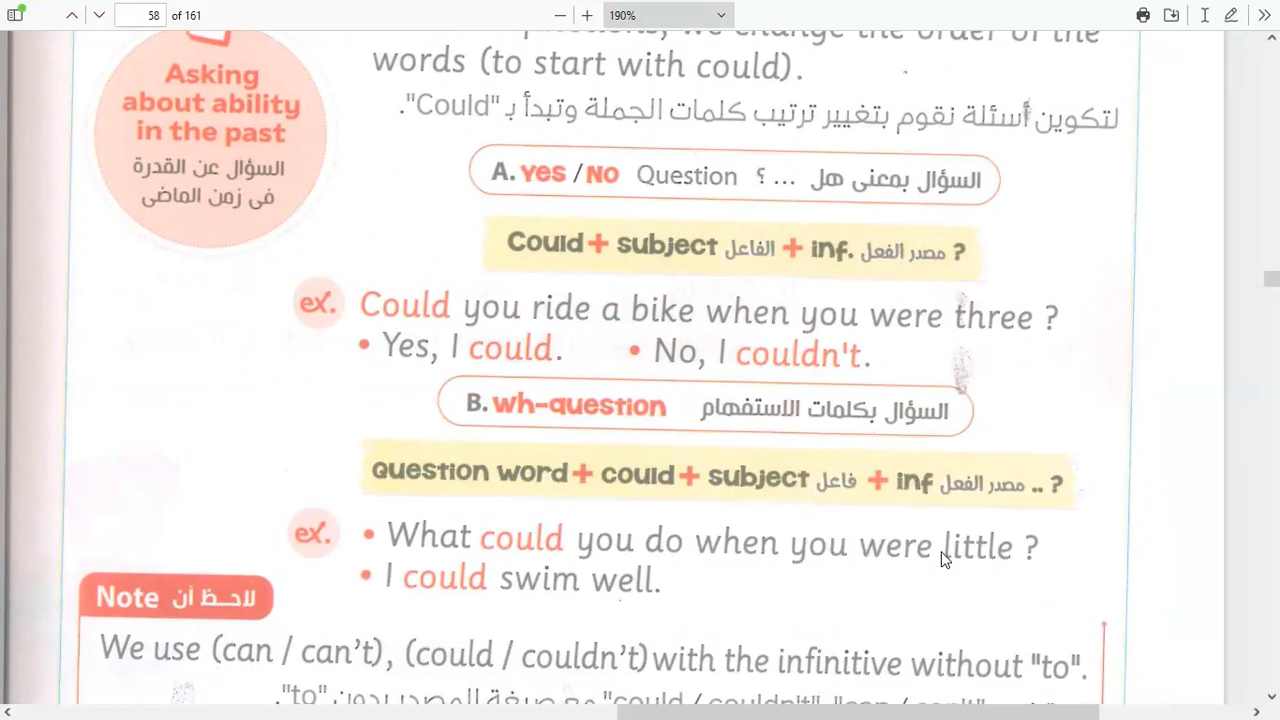 58 of 161
190%
words (to start with could).
لتكوين أسئلة نقوم بتغيير ترتيب كلمات الجملة وتبدأ بـ "Could".
Asking
about ability
in the past
السؤال عن القدرة
فى زمن الماضى
A. Yes / No Question السؤال بمعنى هل ... ؟
Could + subject الفاعل + inf. مصدر الفعل ?
ex. Could you ride a bike when you were three ?
• Yes, I could. • No, I couldn't.
B. wh-question السؤال بكلمات الاستفهام
Question word + could + subject فاعل + inf مصدر الفعل .. ?
ex. • What could you do when you were little ?
• I could swim well.
Note لاحظ أن
We use (can / can't), (could / couldn't) with the infinitive without "to".